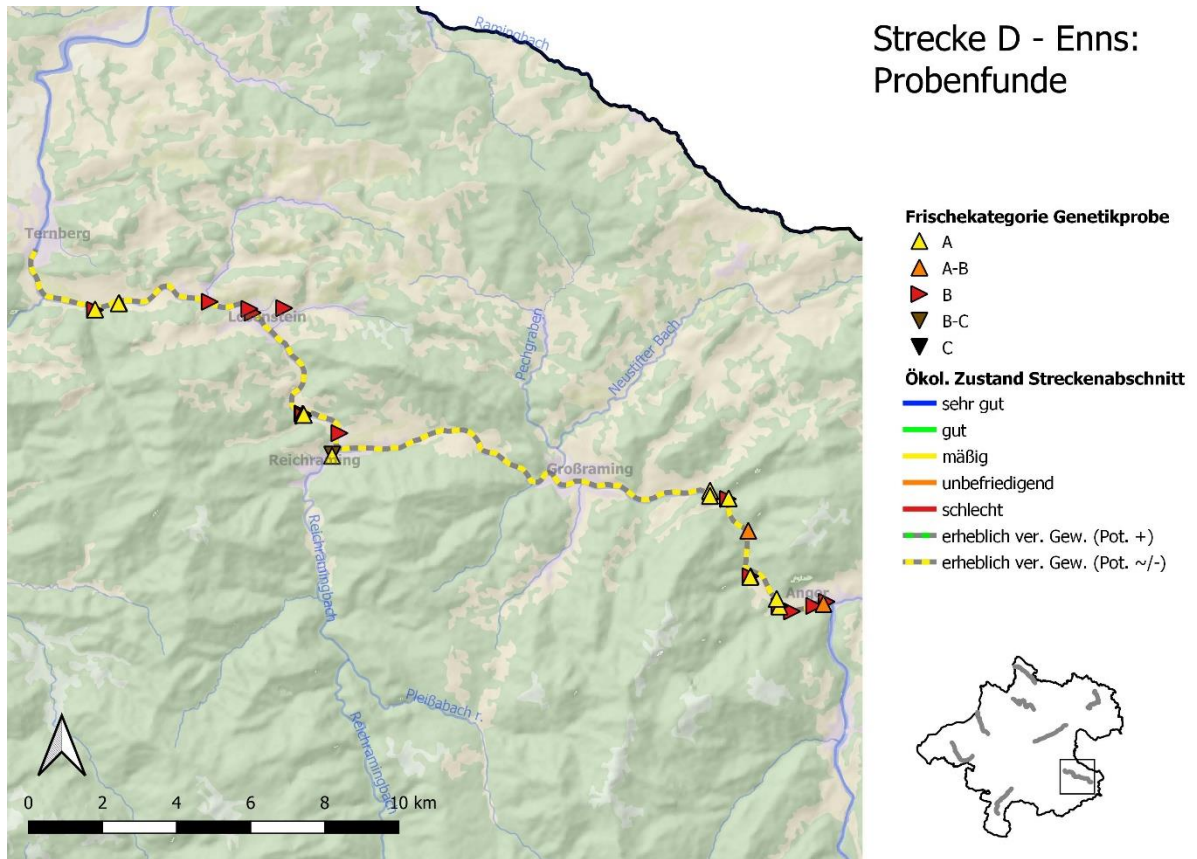 Strecke D - Enns:
Probenfunde
Ramingbach
Ternberg
Losenstein
Pechgraben
Neustifter Bach
Reichraming
Großraming
Anger
Reichramingbach
Pleißabach r.
Reichramingbach
0 2 4 6 8 10 km
Frischekategorie Genetikprobe
A
A-B
B
B-C
C
Ökol. Zustand Streckenabschnitt
sehr gut
gut
mäßig
unbefriedigend
schlecht
erheblich ver. Gew. (Pot. +)
erheblich ver. Gew. (Pot. ~/-)